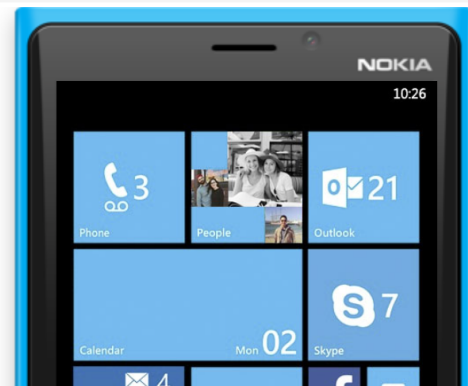 NOKIA
10:26
3
Phone
People
21
Outlook
Calendar
Mon 02
7
Skype
4